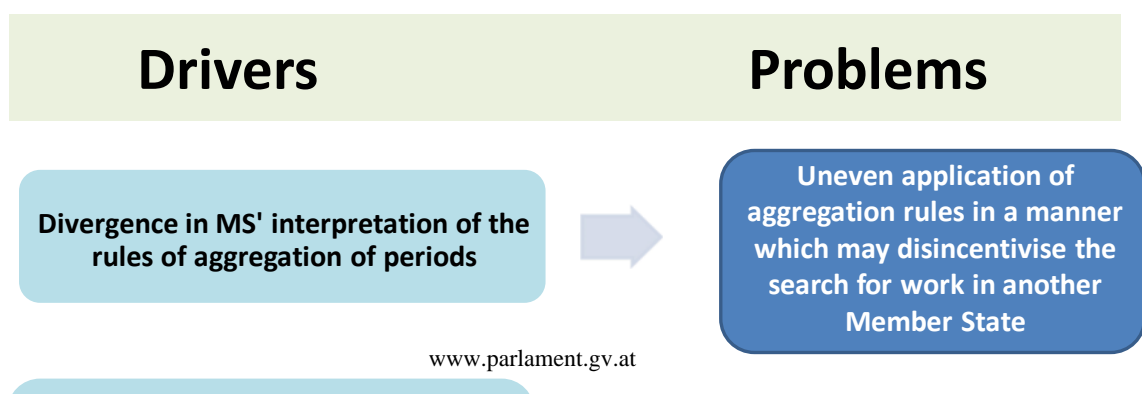 Drivers
Problems
Divergence in MS' interpretation of the
rules of aggregation of periods
Uneven application of
aggregation rules in a manner
which may disincentivise the
search for work in another
Member State
www.parlament.gv.at